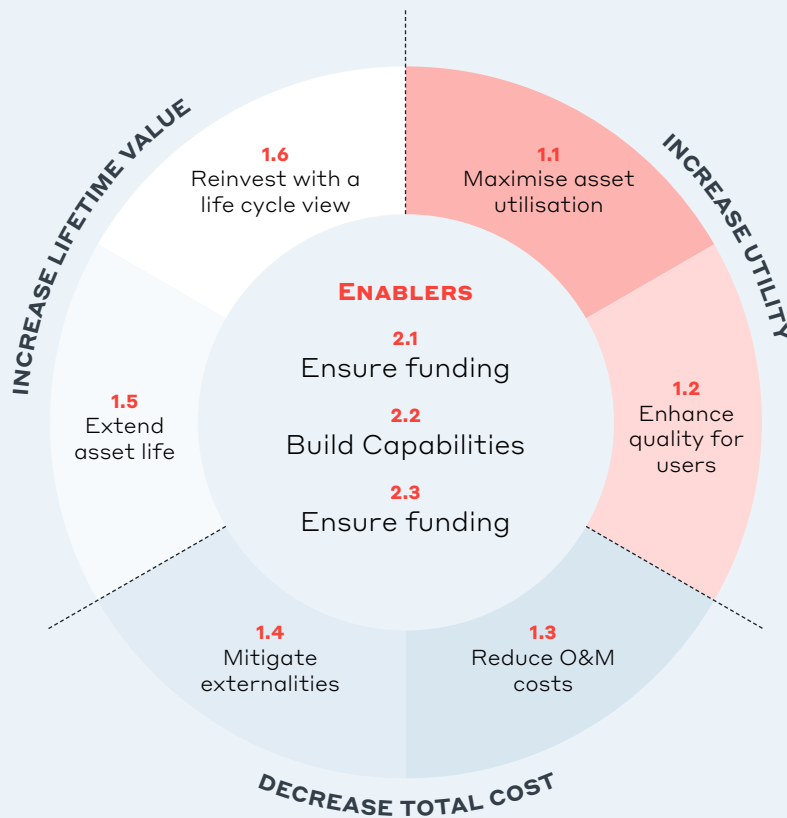 INCREASE LIFETIME VALUE
INCREASE UTILITY
1.6
Reinvest with a
life cycle view
1.1
Maximise asset
utilisation
ENABLERS
2.1
Ensure funding
2.2
Build Capabilities
2.3
Ensure funding
1.5
Extend
asset life
1.2
Enhance
quality for
users
1.4
Mitigate
externalities
1.3
Reduce O&M
costs
DECREASE TOTAL COST